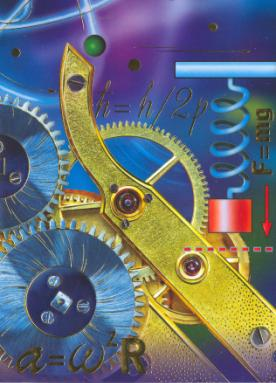 ħ=h/2p
F=mg
a=ω²R